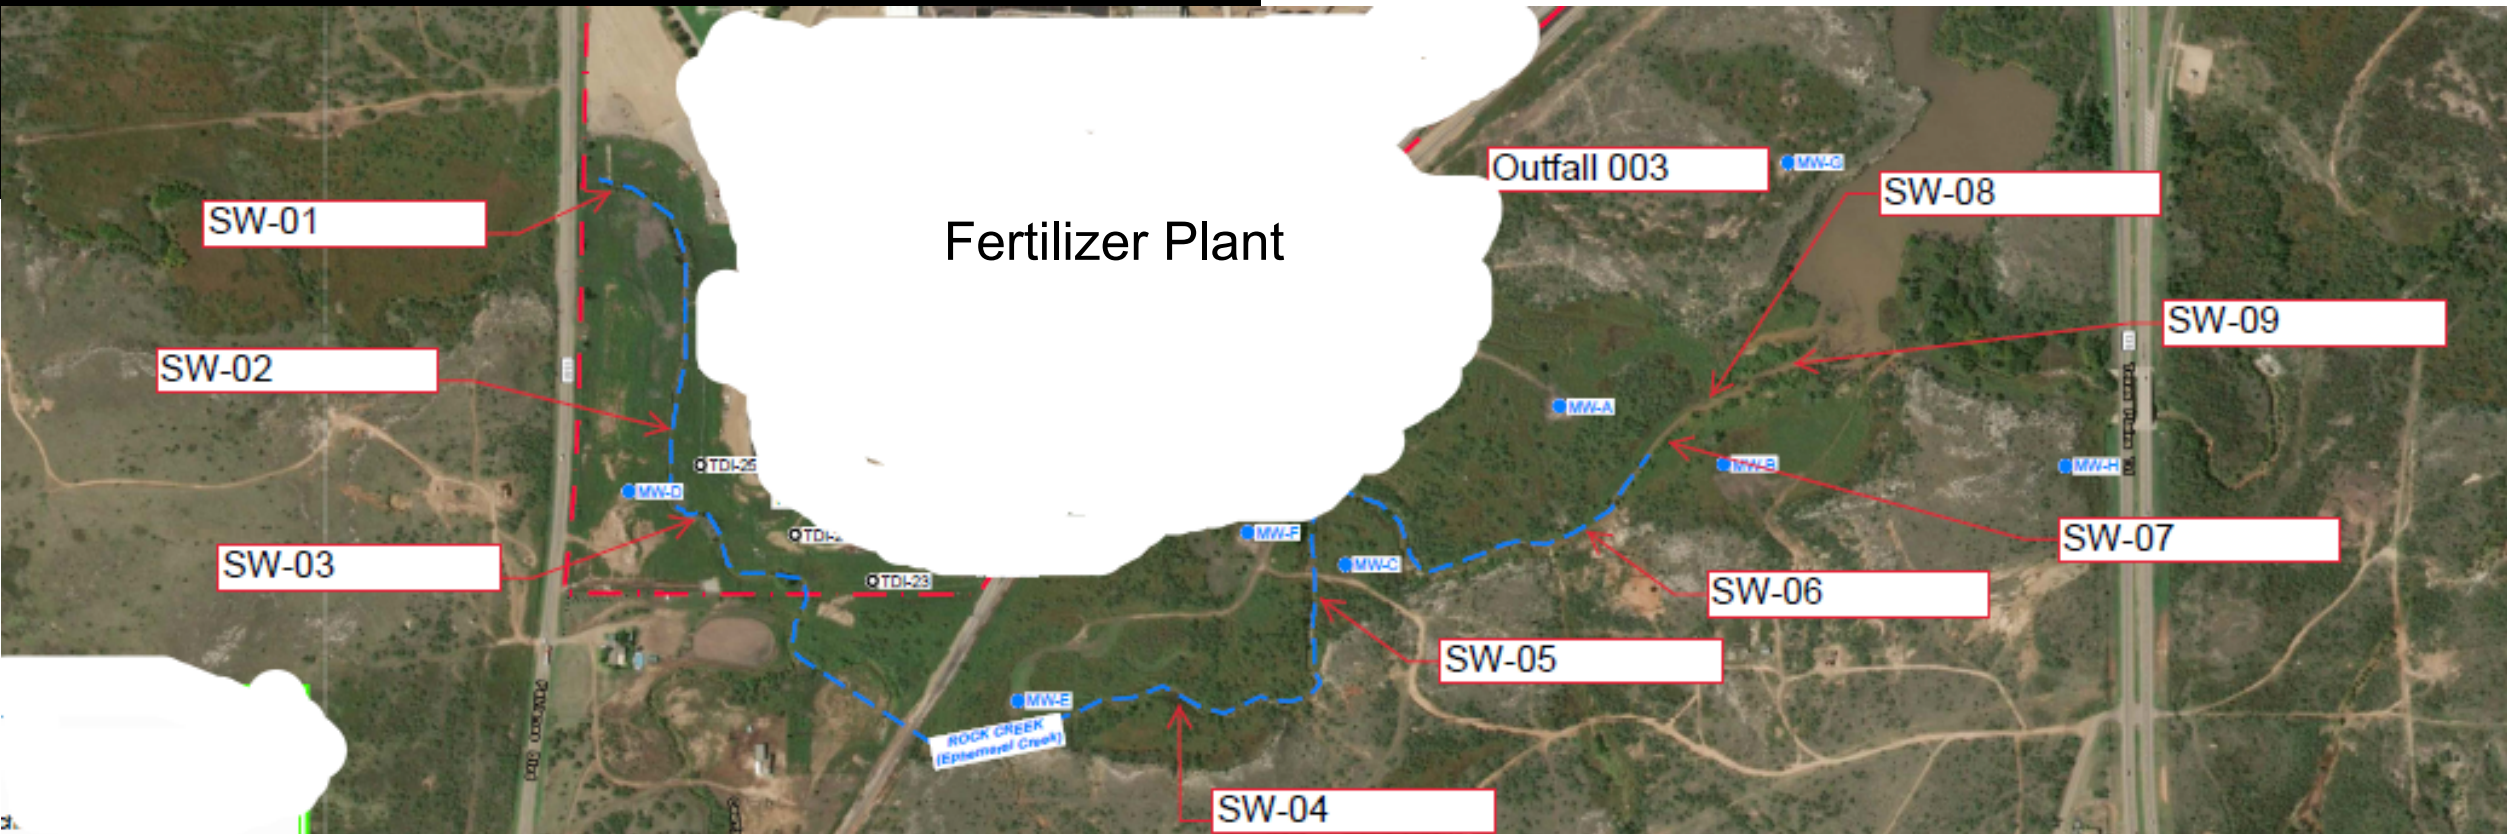 Outfall 003
MW-G
SW-08
SW-01
Fertilizer Plant
SW-09
SW-02
MW-A
TDI-25
MW-B
MW-H
MW-D
SW-07
MW-F
SW-03
MW-C
TDI-23
SW-06
SW-05
MW-E
ROCK CREEK
(Ephemeral Creek)
SW-04